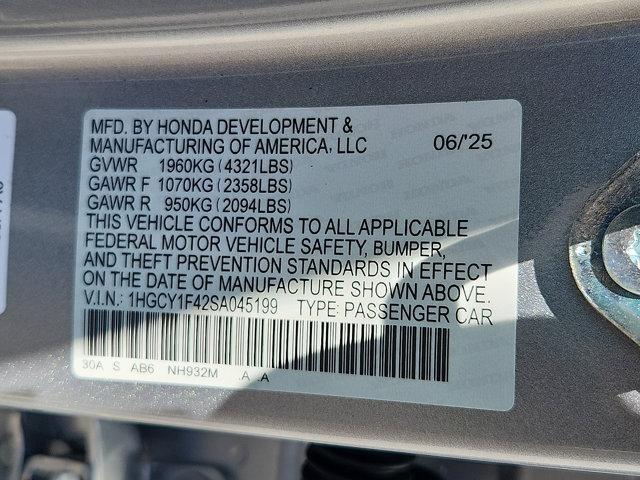 MFD. BY HONDA DEVELOPMENT &
MANUFACTURING OF AMERICA, LLC 06/'25
GVWR 1960KG (4321LBS)
GAWR F 1070KG (2358LBS)
GAWR R 950KG (2094LBS)
THIS VEHICLE CONFORMS TO ALL APPLICABLE
FEDERAL MOTOR VEHICLE SAFETY, BUMPER,
AND THEFT PREVENTION STANDARDS IN EFFECT
ON THE DATE OF MANUFACTURE SHOWN ABOVE.
V.I.N.: 1HGCY1F42SA045199 TYPE: PASSENGER CAR
30A S AB6 NH932M .A .A